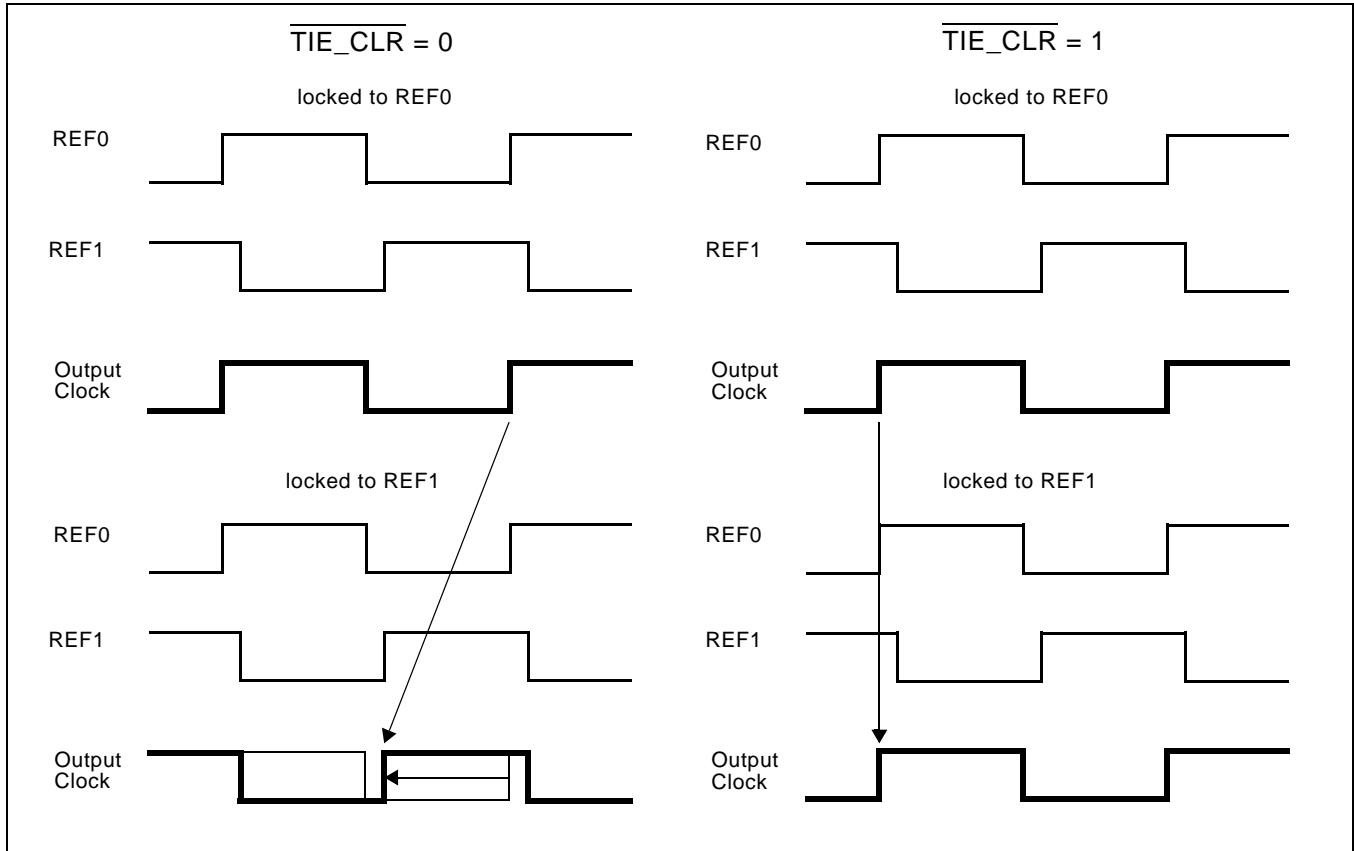 TIE_CLR = 0
locked to REF0
REF0
REF1
Output
Clock
locked to REF1
REF0
REF1
Output
Clock
TIE_CLR = 1
locked to REF0
REF0
REF1
Output
Clock
locked to REF1
REF0
REF1
Output
Clock